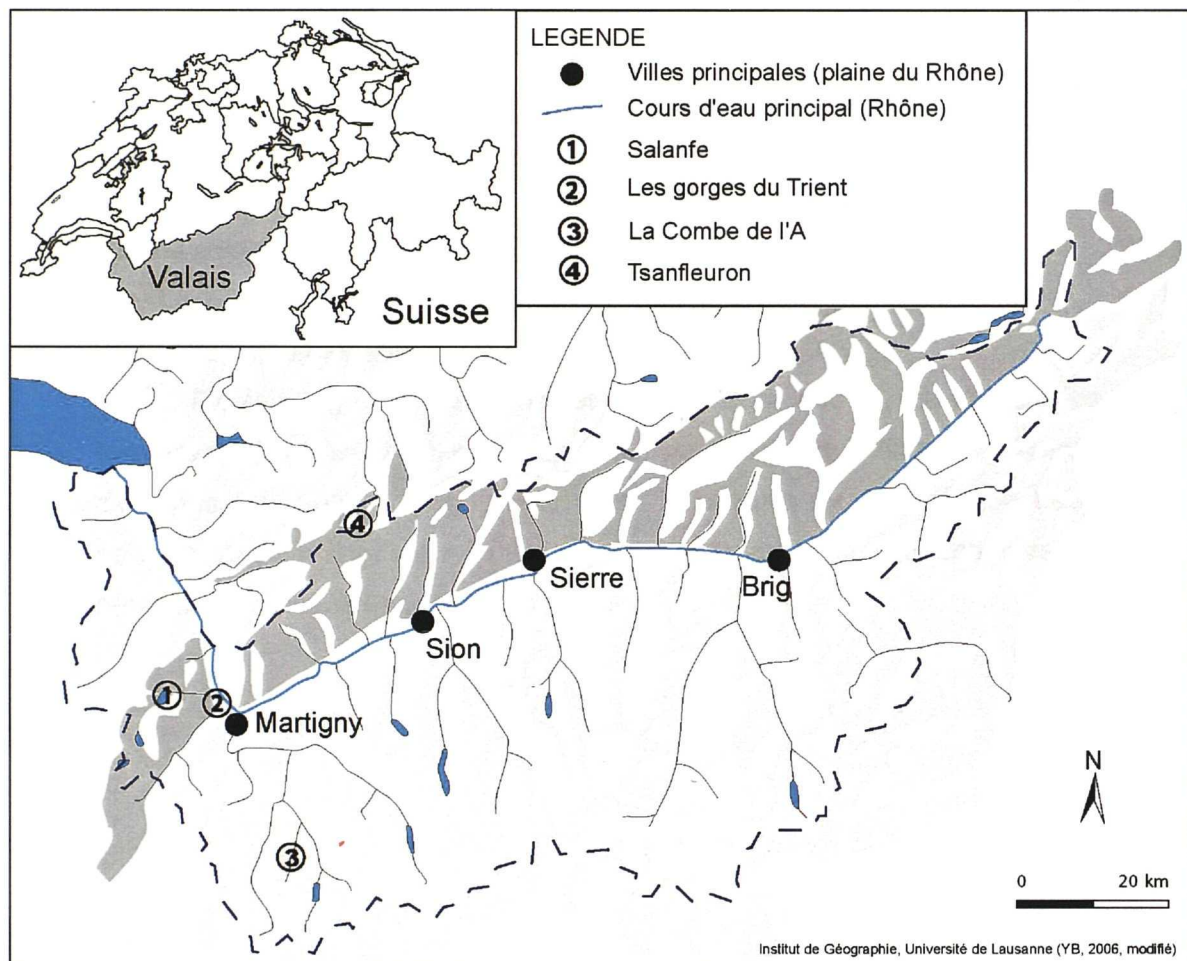 Valais
Suisse
LEGENDE
Villes principales (plaine du Rhône)
Cours d'eau principal (Rhône)
1 Salanfe
2 Les gorges du Trient
3 La Combe de l'A
4 Tsanfleuron
4
Sierre
Brig
Sion
1
2
Martigny
3
N
0 20 km
Institut de Géographie, Université de Lausanne (YB, 2006, modifié)